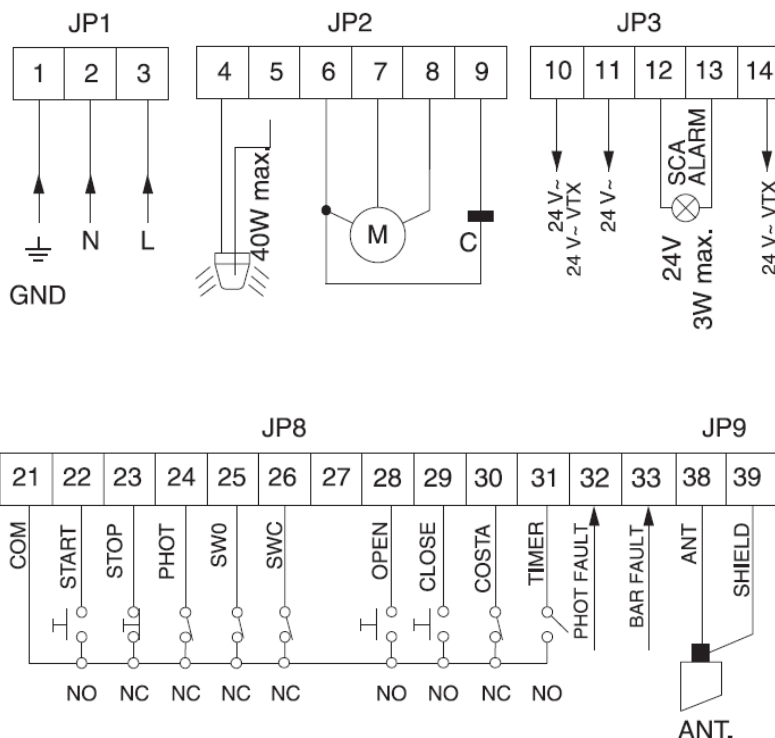 JP1 JP2 JP3
1 2 3 4 5 6 7 8 9 10 11 12 13 14
40W max.
24 V~
24 V~ VTX
24 V~
SCA
ALARM
24 V~ VTX
N L M C
GND
24V
3W max.
JP8 JP9
21 22 23 24 25 26 27 28 29 30 31 32 33 38 39
COM START STOP PHOT SW0 SWC OPEN CLOSE COSTA TIMER PHOT FAULT BAR FAULT ANT SHIELD
NO NC NC NC NC NO NO NC NO
ANT.